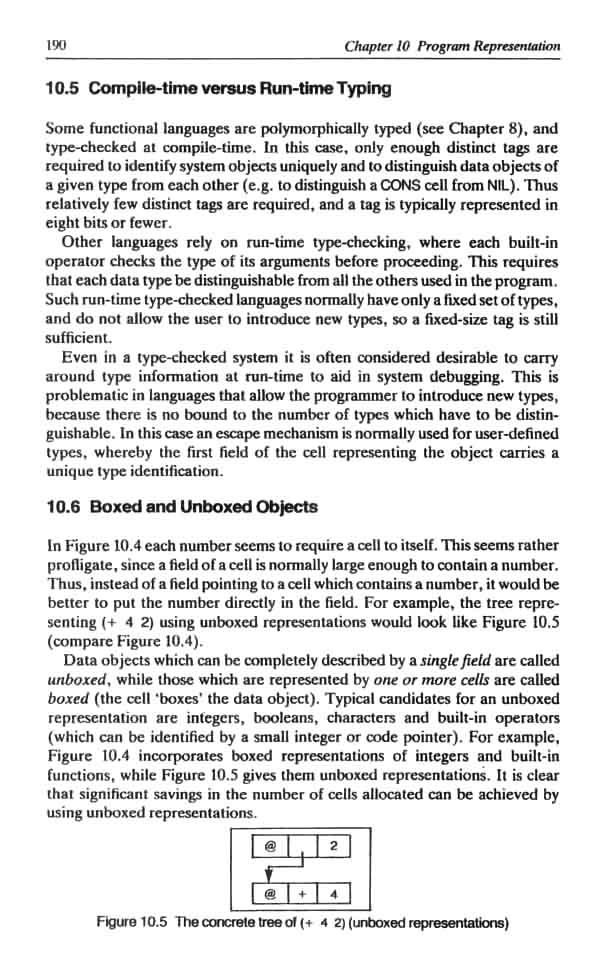 190
Chapter 10 Program Representation
10.5 Compile-time versus Run-time Typing
Some functional languages are polymorphically typed (see Chapter 8), and
type-checked at compile-time. In this case, only enough distinct tags are
required to identify system objects uniquely and to distinguish data objects of
a given type from each other (e.g. to distinguish a CONS cell from NIL). Thus
relatively few distinct tags are required, and a tag is typically represented in
eight bits or fewer.
Other languages rely on run-time type-checking, where each built-in
operator checks the type of its arguments before proceeding. This requires
that each data type be distinguishable from all the others used in the program.
Such run-time type-checked languages normally have only a fixed set of types,
and do not allow the user to introduce new types, so a fixed-size tag is still
sufficient.
Even in a type-checked system it is often considered desirable to carry
around type information at run-time to aid in system debugging. This is
problematic in languages that allow the programmer to introduce new types,
because there is no bound to the number of types which have to be distin-
guishable. In this case an escape mechanism is normally used for user-defined
types, whereby the first field of the cell representing the object carries a
unique type identification.
10.6 Boxed and Unboxed Objects
In Figure 10.4 each number seems to require a cell to itself. This seems rather
profligate, since a field of a cell is normally large enough to contain a number.
Thus, instead of a field pointing to a cell which contains a number, it would be
better to put the number directly in the field. For example, the tree repre-
senting (+ 4 2) using unboxed representations would look like Figure 10.5
(compare Figure 10.4).
Data objects which can be completely described by a single field are called
unboxed, while those which are represented by one or more cells are called
boxed (the cell 'boxes' the data object). Typical candidates for an unboxed
representation are integers, booleans, characters and built-in operators
(which can be identified by a small integer or code pointer). For example,
Figure 10.4 incorporates boxed representations of integers and built-in
functions, while Figure 10.5 gives them unboxed representations. It is clear
that significant savings in the number of cells allocated can be achieved by
using unboxed representations.
@ 2
@ + 4
Figure 10.5 The concrete tree of (+ 4 2) (unboxed representations)